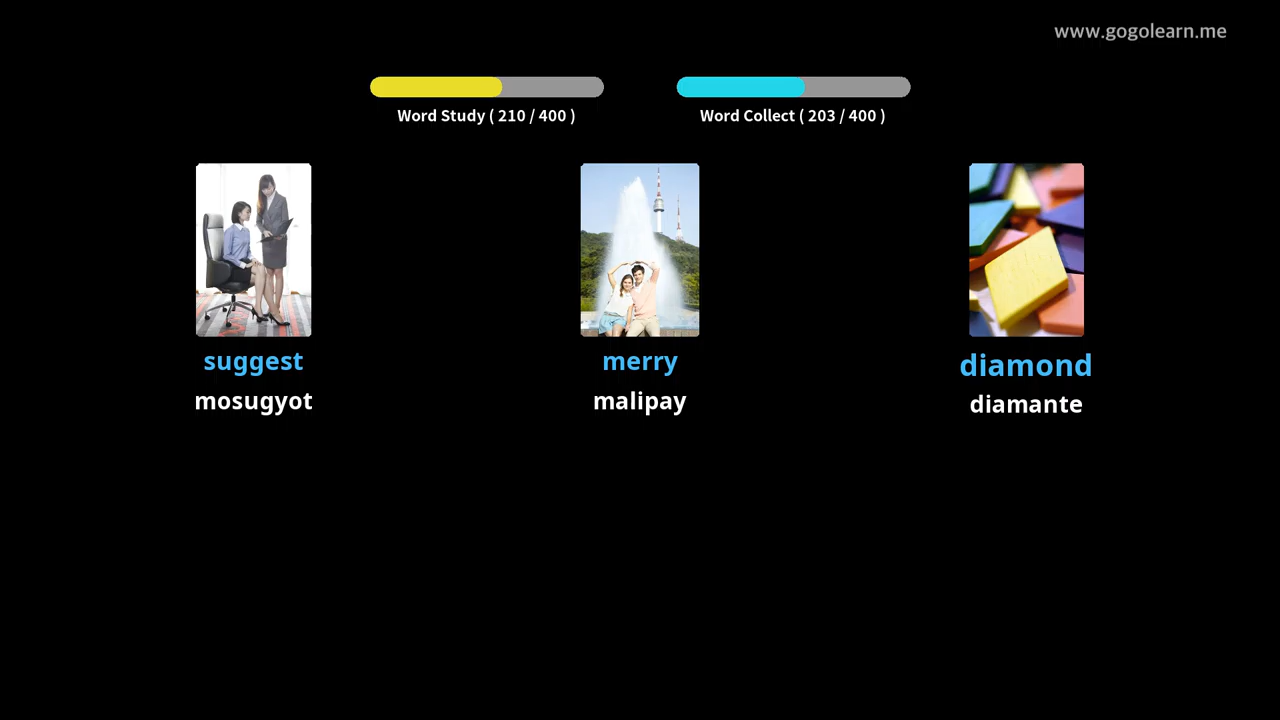 www.gogolearn.me
Word Study ( 210 / 400 )
Word Collect ( 203 / 400 )
suggest
mosugyot
merry
malipay
diamond
diamante